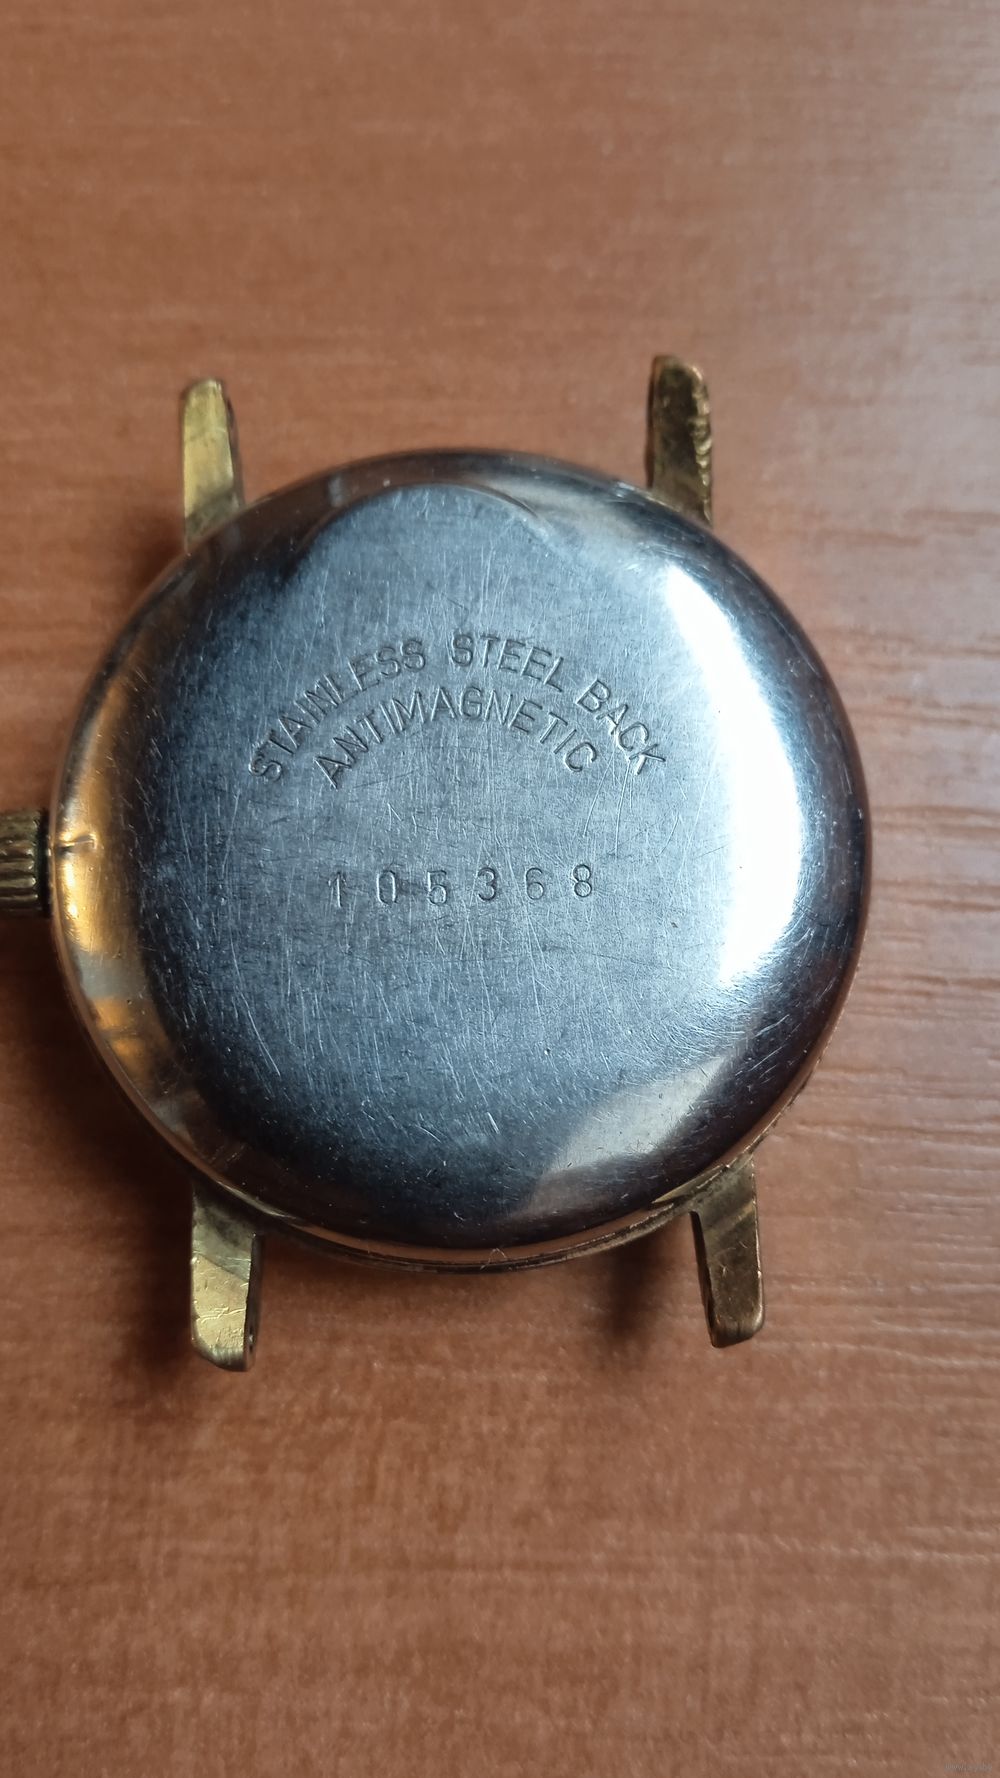 STAINLESS STEEL BACK
ANTIMAGNETIC
105368